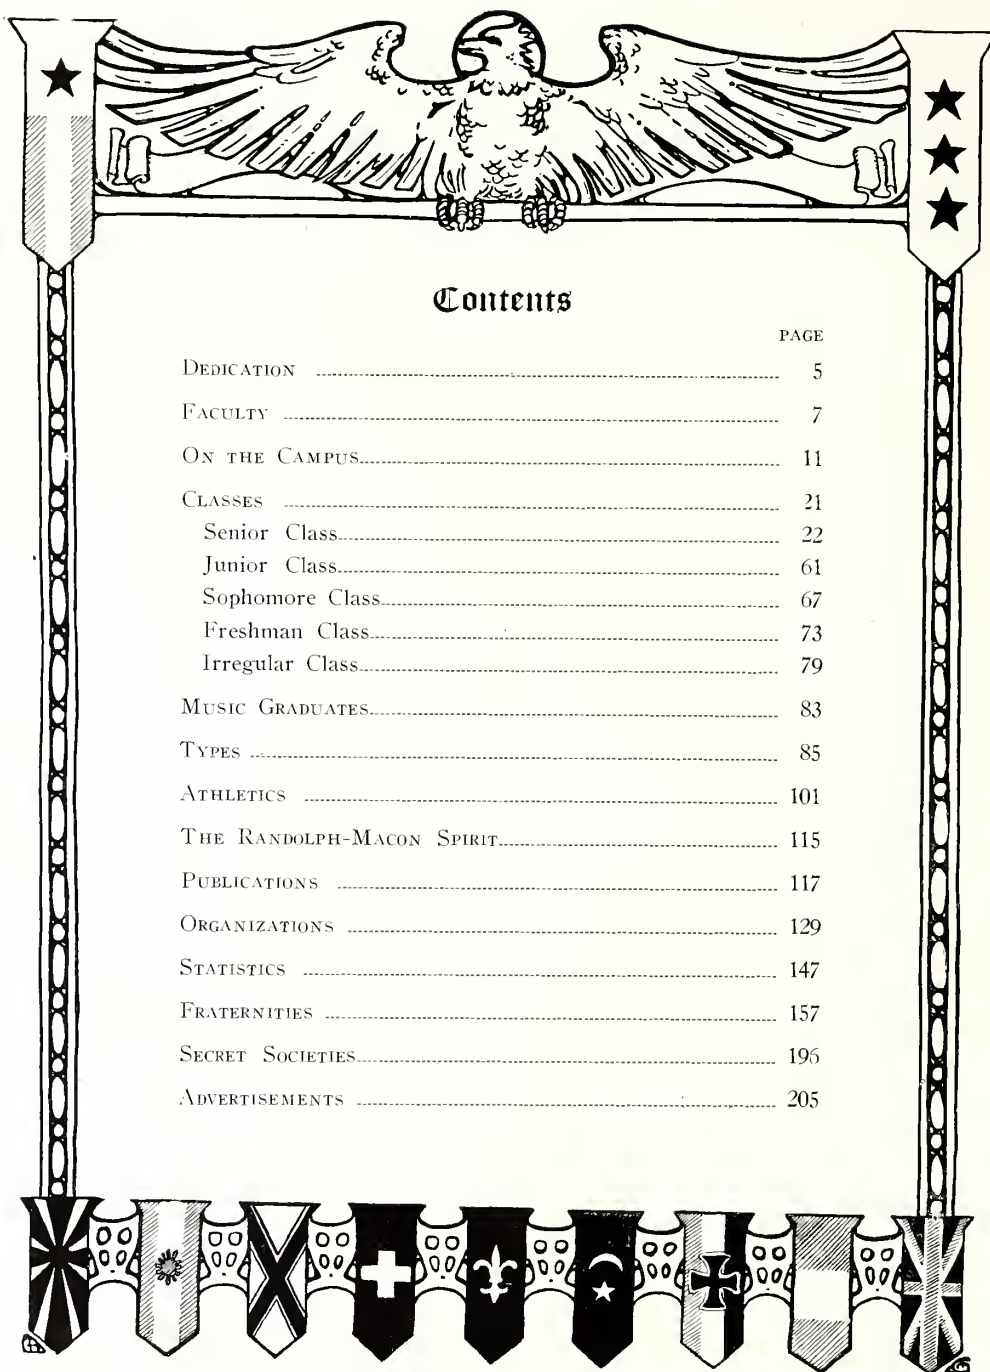 Contents
PAGE
DEDICATION 5
FACULTY 7
ON THE CAMPUS 11
CLASSES 21
Senior Class 22
Junior Class 61
Sophomore Class 67
Freshman Class 73
Irregular Class 79
MUSIC GRADUATES 83
TYPES 85
ATHLETICS 101
THE RANDOLPH-MACON SPIRIT 115
PUBLICATIONS 117
ORGANIZATIONS 129
STATISTICS 147
FRATERNITIES 157
SECRET SOCIETIES 196
ADVERTISEMENTS 205